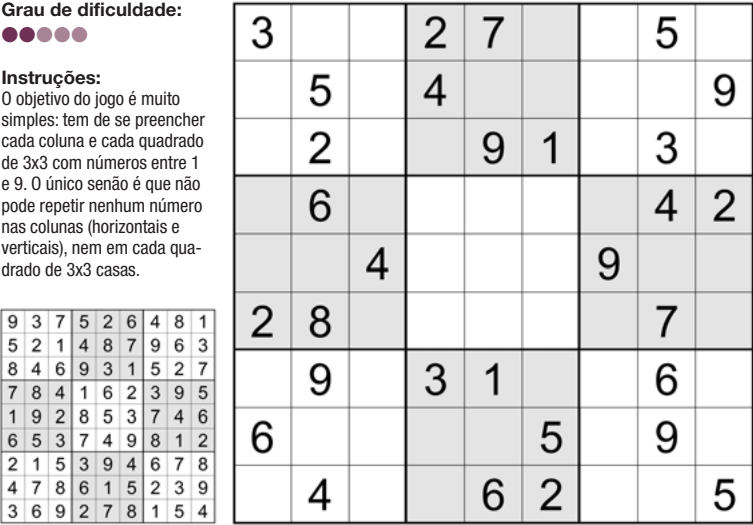 Grau de dificuldade:
Instruções:
O objetivo do jogo é muito
simples: tem de se preencher
cada coluna e cada quadrado
de 3x3 com números entre 1
e 9. O único senão é que não
pode repetir nenhum número
nas colunas (horizontais e
verticais), nem em cada qua-
drado de 3x3 casas.
9 3 7 5 2 6 4 8 1
5 2 1 4 8 7 9 6 3
8 4 6 9 3 1 5 2 7
7 8 4 1 6 2 3 9 5
1 9 2 8 5 3 7 4 6
6 5 3 7 4 9 8 1 2
2 1 5 3 9 4 6 7 8
4 7 8 6 1 5 2 3 9
3 6 9 2 7 8 1 5 4
3 2 7 5
5 4 9
2 9 1 3
6 4 2
4 9
2 8 7
9 3 1 6
6 5 9
4 6 2 5